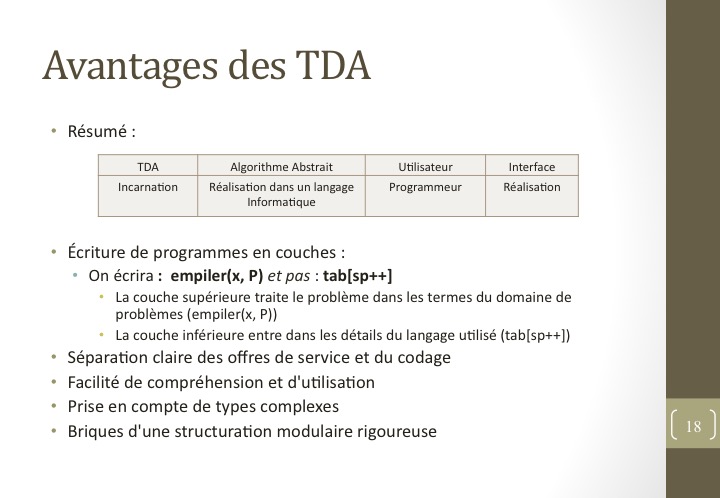 Avantages des TDA
• Résumé :
TDA Algorithme Abstrait Utilisateur Interface
Incarnation Réalisation dans un langage Programmeur Réalisation
Informatique
• Écriture de programmes en couches :
• On écrira : empiler(x, P) et pas : tab[sp++]
• La couche supérieure traite le problème dans les termes du domaine de
problèmes (empiler(x, P))
• La couche inférieure entre dans les détails du langage utilisé (tab[sp++])
• Séparation claire des offres de service et du codage
• Facilité de compréhension et d'utilisation
• Prise en compte de types complexes
• Briques d'une structuration modulaire rigoureuse
18